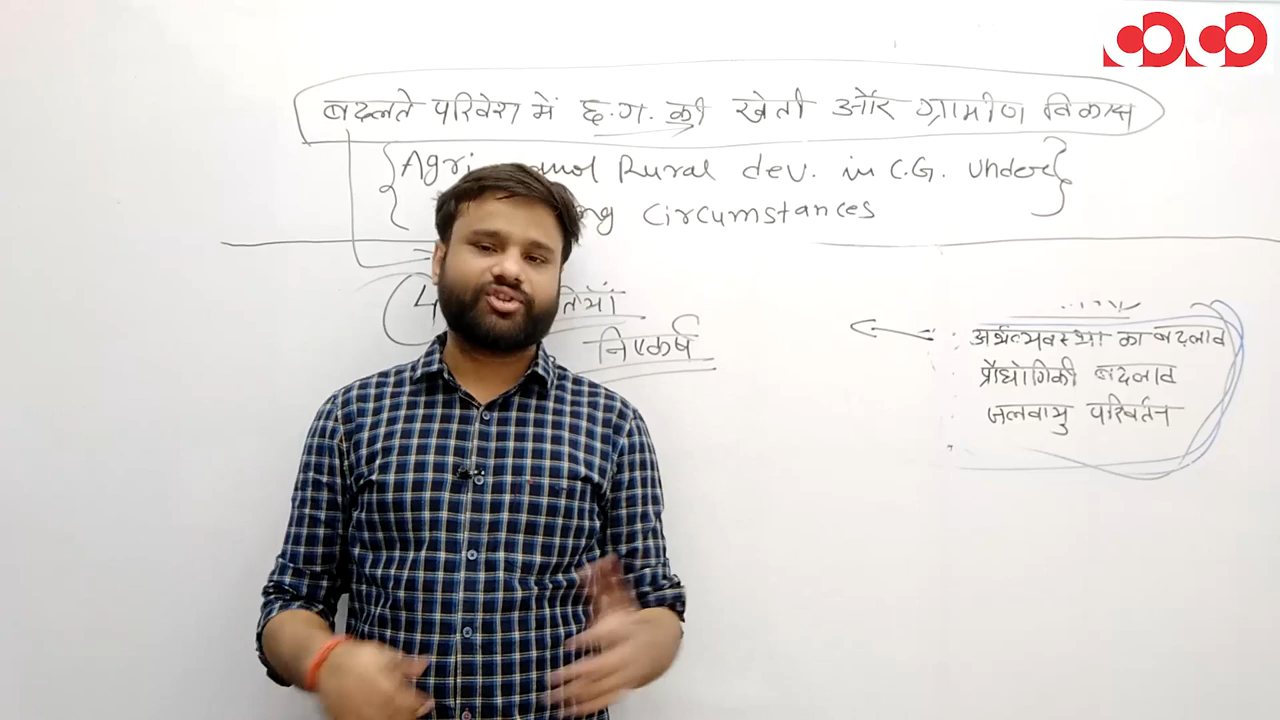 बदलते परिवेश में छ.ग. की खेती और ग्रामीण विकास
Agri and Rural dev. in C.G. Under
Circumstances
4
निष्कर्ष
अर्थव्यवस्था का बदलाव
प्रौद्योगिकी बदलाव
जलवायु परिवर्तन